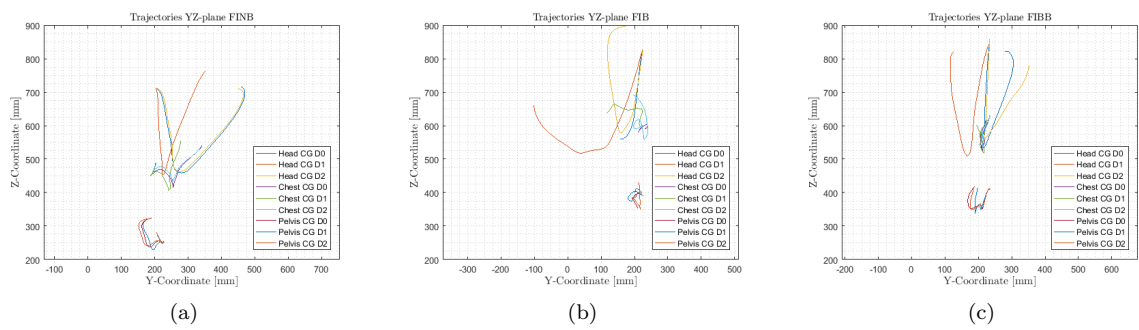 Trajectories YZ-plane FINB
Z-Coordinate [mm]
900
800
700
600
500
400
300
200
Head CG D0
Head CG D1
Head CG D2
Chest CG D0
Chest CG D1
Chest CG D2
Pelvis CG D0
Pelvis CG D1
Pelvis CG D2
-100 0 100 200 300 400 500 600 700
Y-Coordinate [mm]
(a)
Trajectories YZ-plane FIB
Z-Coordinate [mm]
900
800
700
600
500
400
300
200
Head CG D0
Head CG D1
Head CG D2
Chest CG D0
Chest CG D1
Chest CG D2
Pelvis CG D0
Pelvis CG D1
Pelvis CG D2
-300 -200 -100 0 100 200 300 400 500
Y-Coordinate [mm]
(b)
Trajectories YZ-plane FIBB
Z-Coordinate [mm]
900
800
700
600
500
400
300
200
Head CG D0
Head CG D1
Head CG D2
Chest CG D0
Chest CG D1
Chest CG D2
Pelvis CG D0
Pelvis CG D1
Pelvis CG D2
-200 -100 0 100 200 300 400 500 600
Y-Coordinate [mm]
(c)